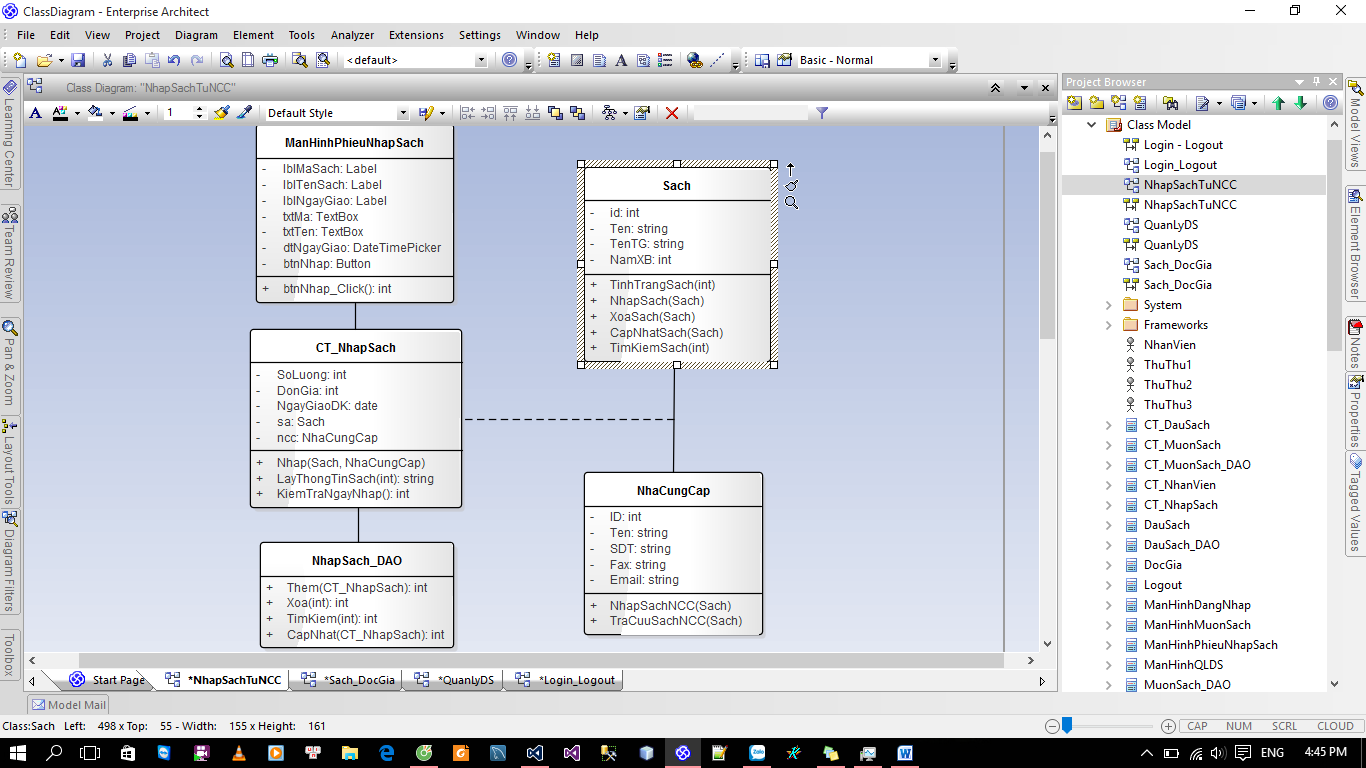 ClassDiagram - Enterprise Architect
File Edit View Project Diagram Element Tools Analyzer Extensions Settings Window Help
<default>
Basic - Normal
Class Diagram: "NhapSachTuNCC"
1
Default Style
Learning Center
Team Review
Pan & Zoom
Layout Tools
Diagram Filters
Toolbox
ManHinhPhieuNhapSach
- lblMaSach: Label
- lblTenSach: Label
- lblNgayGiao: Label
- txtMa: TextBox
- txtTen: TextBox
- dtNgayGiao: DateTimePicker
- btnNhap: Button
+ btnNhap_Click(): int
CT_NhapSach
- SoLuong: int
- DonGia: int
- NgayGiaoDK: date
- sa: Sach
- ncc: NhaCungCap
+ Nhap(Sach, NhaCungCap)
+ LayThongTinSach(int): string
+ KiemTraNgayNhap(): int
NhapSach_DAO
+ Them(CT_NhapSach): int
+ Xoa(int): int
+ TimKiem(int): int
+ CapNhat(CT_NhapSach): int
Sach
- id: int
- Ten: string
- TenTG: string
- NamXB: int
+ TinhTrangSach(int)
+ NhapSach(Sach)
+ XoaSach(Sach)
+ CapNhatSach(Sach)
+ TimKiemSach(int)
NhaCungCap
- ID: int
- Ten: string
- SDT: string
- Fax: string
- Email: string
+ NhapSachNCC(Sach)
+ TraCuuSachNCC(Sach)
Project Browser
Class Model
Login - Logout
Login_Logout
NhapSachTuNCC
NhapSachTuNCC
QuanLyDS
QuanLyDS
Sach_DocGia
Sach_DocGia
System
Frameworks
NhanVien
ThuThu1
ThuThu2
ThuThu3
CT_DauSach
CT_MuonSach
CT_MuonSach_DAO
CT_NhanVien
CT_NhapSach
DauSach
DauSach_DAO
DocGia
Logout
ManHinhDangNhap
ManHinhMuonSach
ManHinhPhieuNhapSach
ManHinhQLDS
MuonSach_DAO
Model Views
Element Browser
Notes
Properties
Tagged Values
Start Page *NhapSachTuNCC *Sach_DocGia *QuanLyDS *Login_Logout
Model Mail
Class:Sach Left: 498 x Top: 55 - Width: 155 x Height: 161
CAP NUM SCRL CLOUD
ENG 4:45 PM